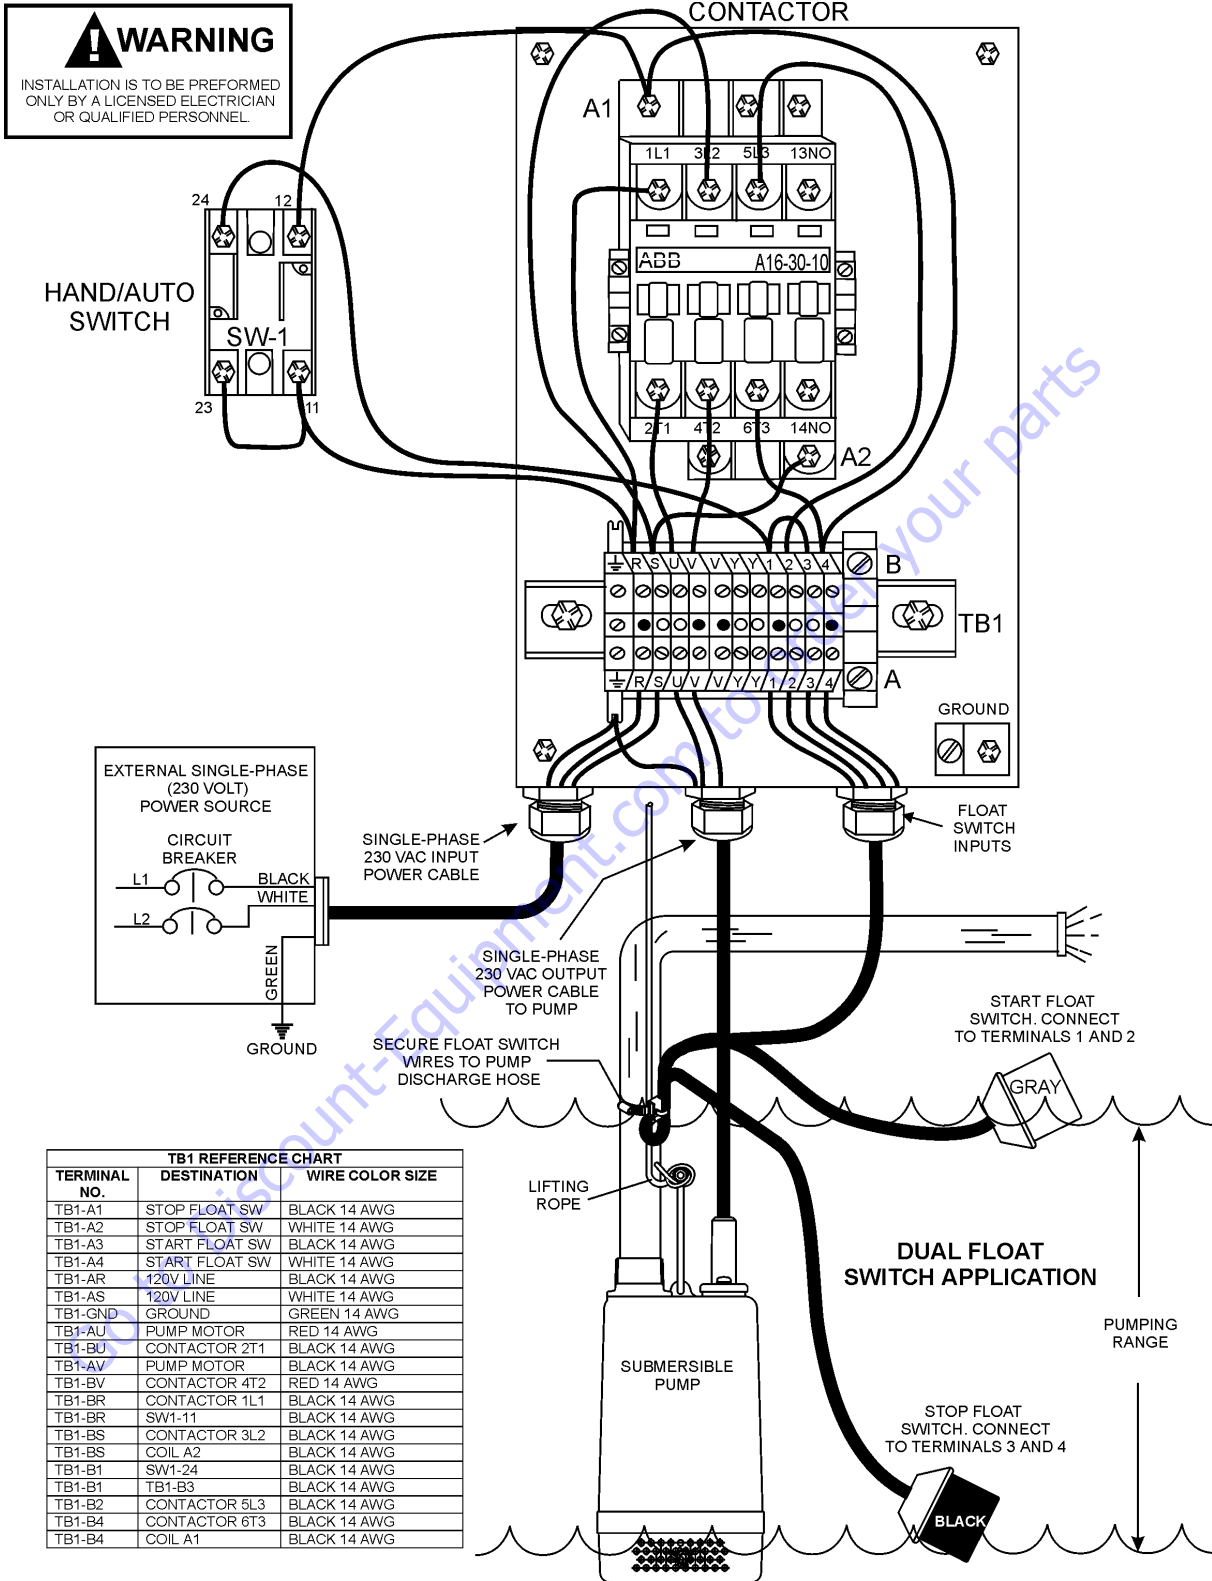 WARNING
INSTALLATION IS TO BE PREFORMED
ONLY BY A LICENSED ELECTRICIAN
OR QUALIFIED PERSONNEL.
CONTACTOR
A1
1L1 3L2 5L3 13NO
24 12
HAND/AUTO
SWITCH
SW-1
23 11
ABB A16-30-10
2T1 4T2 6T3 14NO
A2
R S U V V Y Y 1 2 3 4
B
TB1
R S U V V Y Y 1 2 3 4
A
GROUND
EXTERNAL SINGLE-PHASE
(230 VOLT)
POWER SOURCE
CIRCUIT
BREAKER
L1
BLACK
WHITE
L2
GREEN
GROUND
SINGLE-PHASE
230 VAC INPUT
POWER CABLE
FLOAT
SWITCH
INPUTS
SINGLE-PHASE
230 VAC OUTPUT
POWER CABLE
TO PUMP
SECURE FLOAT SWITCH
WIRES TO PUMP
DISCHARGE HOSE
START FLOAT
SWITCH. CONNECT
TO TERMINALS 1 AND 2
GRAY
LIFTING
ROPE
DUAL FLOAT
SWITCH APPLICATION
PUMPING
RANGE
SUBMERSIBLE
PUMP
STOP FLOAT
SWITCH. CONNECT
TO TERMINALS 3 AND 4
BLACK
TB1 REFERENCE CHART
TERMINAL NO. DESTINATION WIRE COLOR SIZE
TB1-A1 STOP FLOAT SW BLACK 14 AWG
TB1-A2 STOP FLOAT SW WHITE 14 AWG
TB1-A3 START FLOAT SW BLACK 14 AWG
TB1-A4 START FLOAT SW WHITE 14 AWG
TB1-AR 120V LINE BLACK 14 AWG
TB1-AS 120V LINE WHITE 14 AWG
TB1-GND GROUND GREEN 14 AWG
TB1-AU PUMP MOTOR RED 14 AWG
TB1-BU CONTACTOR 2T1 BLACK 14 AWG
TB1-AV PUMP MOTOR BLACK 14 AWG
TB1-BV CONTACTOR 4T2 RED 14 AWG
TB1-BR CONTACTOR 1L1 BLACK 14 AWG
TB1-BR SW1-11 BLACK 14 AWG
TB1-BS CONTACTOR 3L2 BLACK 14 AWG
TB1-BS COIL A2 BLACK 14 AWG
TB1-B1 SW1-24 BLACK 14 AWG
TB1-B1 TB1-B3 BLACK 14 AWG
TB1-B2 CONTACTOR 5L3 BLACK 14 AWG
TB1-B4 CONTACTOR 6T3 BLACK 14 AWG
TB1-B4 COIL A1 BLACK 14 AWG
Go to Discount-Equipment.com to order your parts